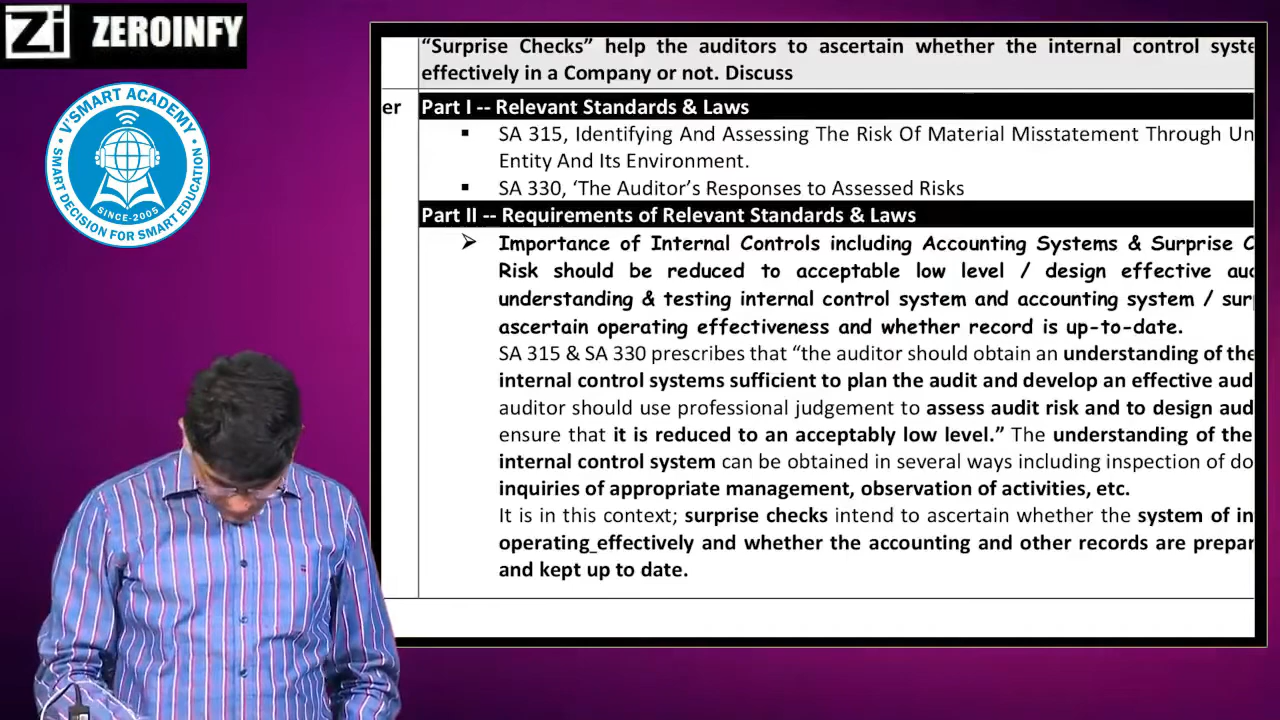 Zi ZEROINFY
V'SMART ACADEMY
SMART DECISION FOR SMART EDUCATION
SINCE-2005
“Surprise Checks” help the auditors to ascertain whether the internal control syste
effectively in a Company or not. Discuss
er Part I -- Relevant Standards & Laws
▪ SA 315, Identifying And Assessing The Risk Of Material Misstatement Through Un
Entity And Its Environment.
▪ SA 330, ‘The Auditor’s Responses to Assessed Risks
Part II -- Requirements of Relevant Standards & Laws
➢ Importance of Internal Controls including Accounting Systems & Surprise C
Risk should be reduced to acceptable low level / design effective aud
understanding & testing internal control system and accounting system / sur
ascertain operating effectiveness and whether record is up-to-date.
SA 315 & SA 330 prescribes that “the auditor should obtain an understanding of the
internal control systems sufficient to plan the audit and develop an effective aud
auditor should use professional judgement to assess audit risk and to design aud
ensure that it is reduced to an acceptably low level.” The understanding of the
internal control system can be obtained in several ways including inspection of do
inquiries of appropriate management, observation of activities, etc.
It is in this context; surprise checks intend to ascertain whether the system of in
operating_effectively and whether the accounting and other records are prepar
and kept up to date.